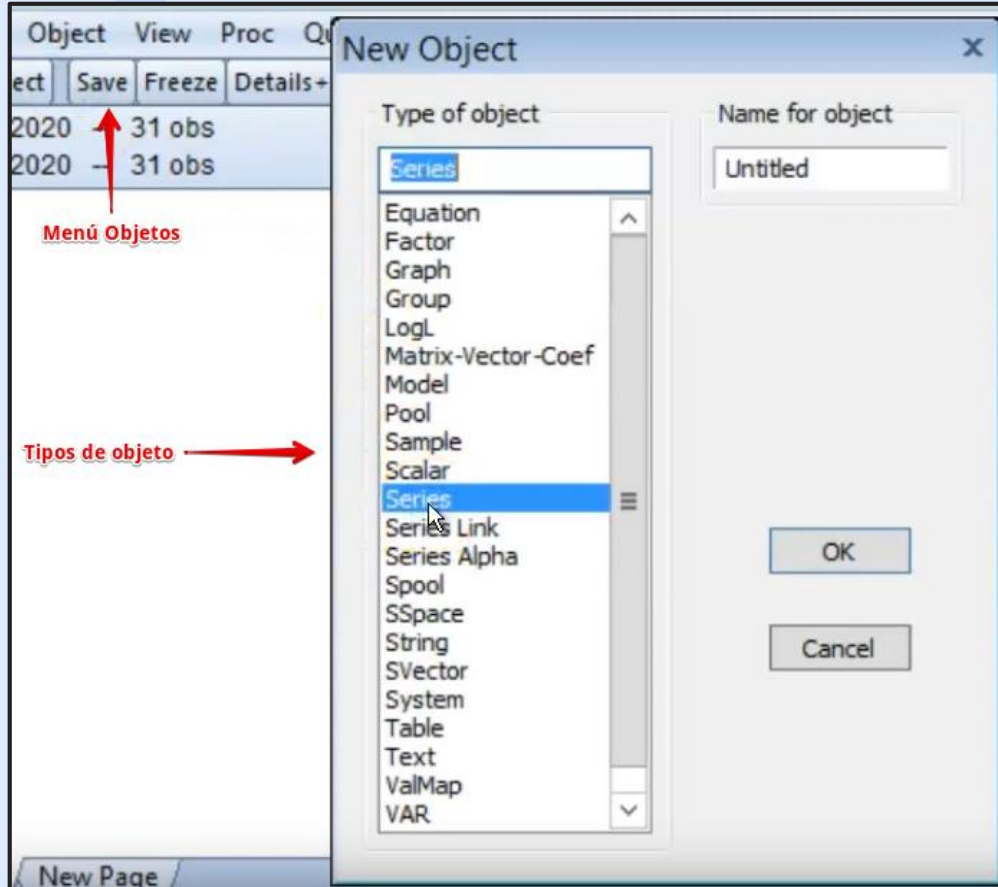 Object View Proc Qu
ect Save Freeze Details+
2020 – 31 obs
2020 – 31 obs
Menú Objetos
Tipos de objeto
New Page
New Object
x
Type of object
Name for object
Series
Untitled
Equation
Factor
Graph
Group
LogL
Matrix-Vector-Coef
Model
Pool
Sample
Scalar
Series
Series Link
Series Alpha
Spool
SSpace
String
SVector
System
Table
Text
ValMap
VAR
OK
Cancel